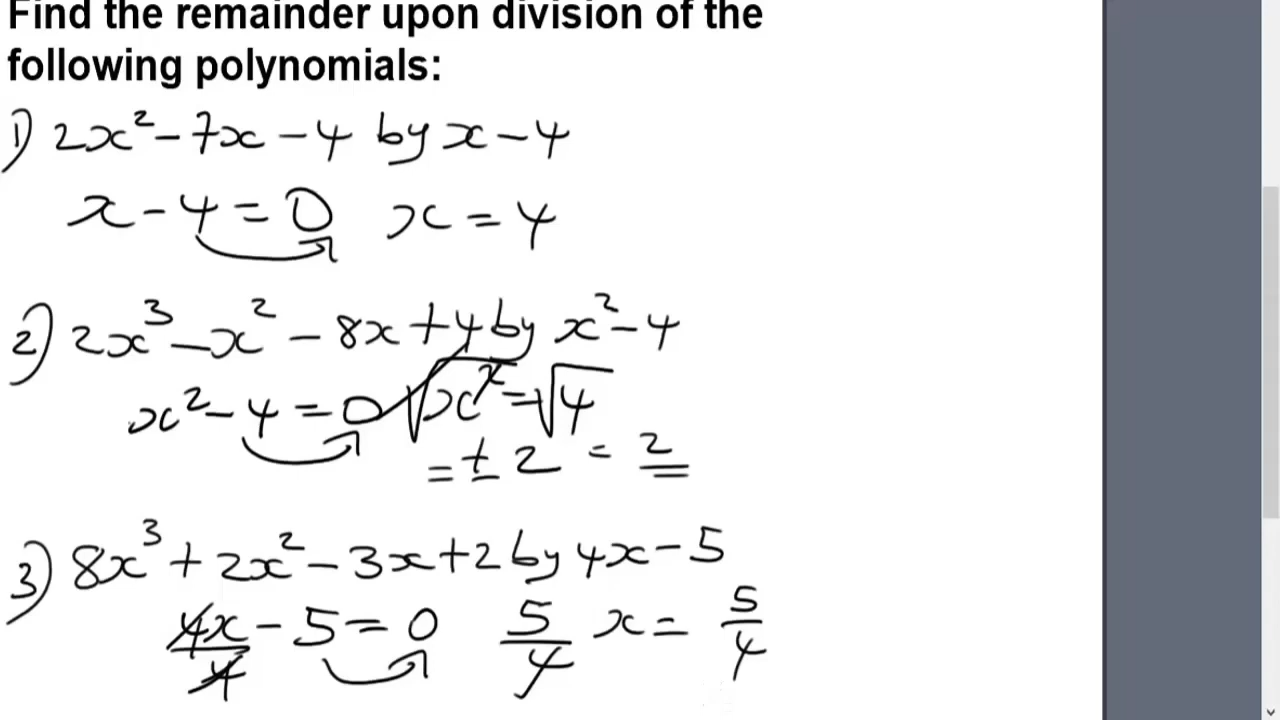 Find the remainder upon division of the
following polynomials:
1) 2x² - 7x - 4 by x - 4
x - 4 = 0 x = 4
2) 2x³ - x² - 8x + 4 by x² - 4
x² - 4 = 0 √x² = √4
= ± 2 = 2
3) 8x³ + 2x² - 3x + 2 by 4x - 5
4x/4 - 5 = 0 5/4 x = 5/4